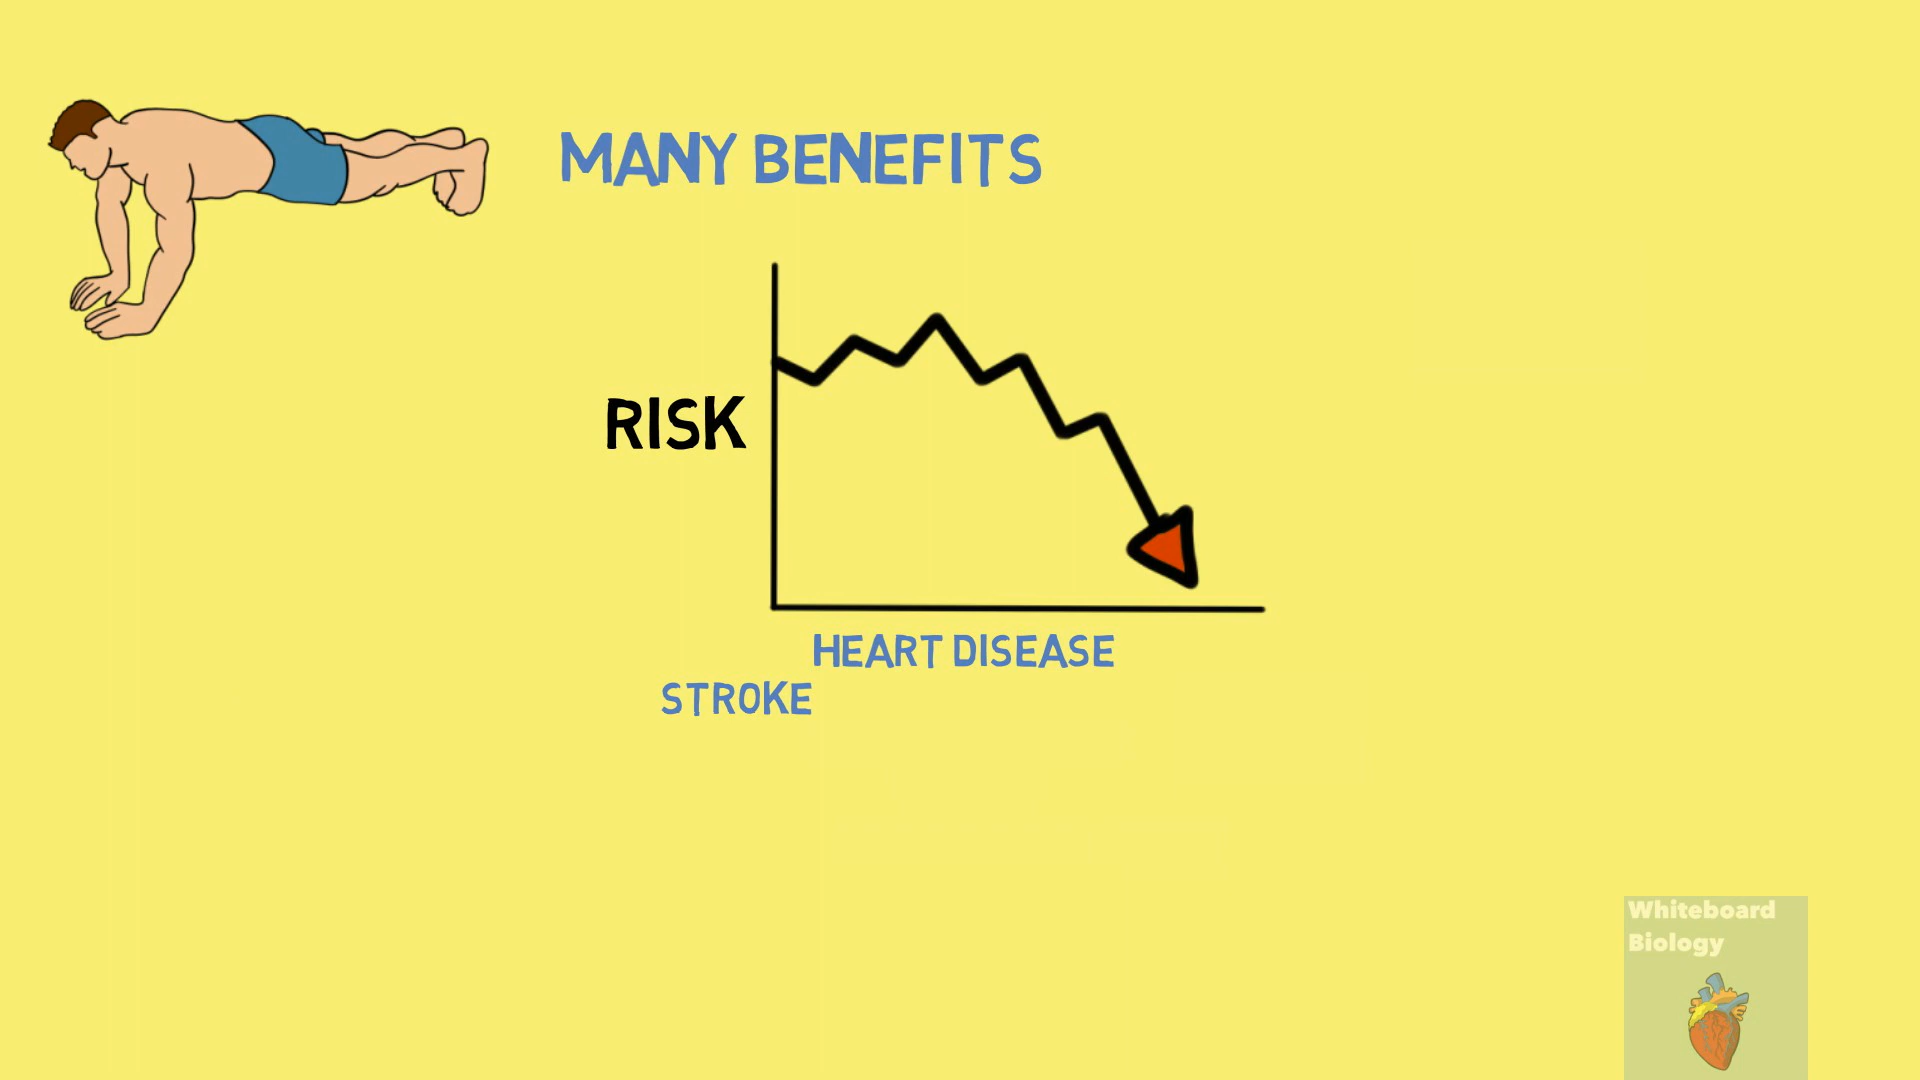 MANY BENEFITS
RISK
HEART DISEASE
STROKE
Whiteboard
Biology